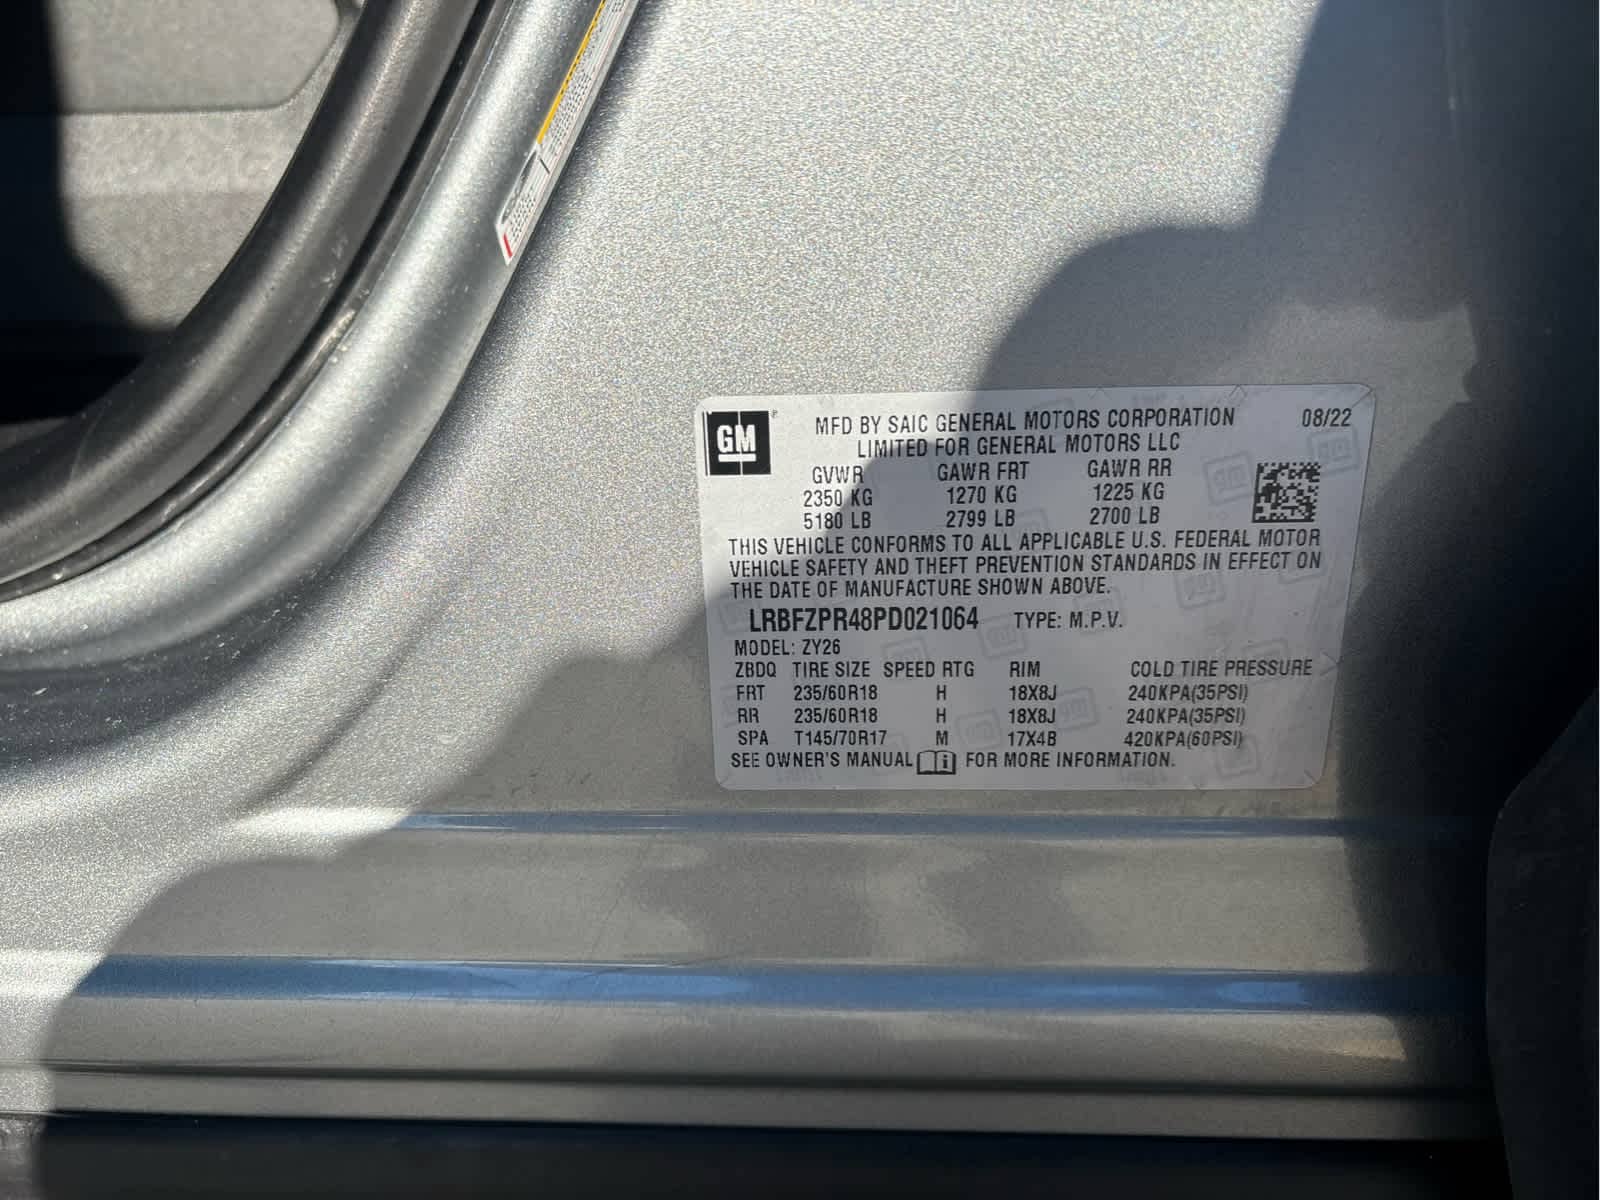 GM
MFD BY SAIC GENERAL MOTORS CORPORATION 08/22
LIMITED FOR GENERAL MOTORS LLC
GVWR GAWR FRT GAWR RR
2350 KG 1270 KG 1225 KG
5180 LB 2799 LB 2700 LB
THIS VEHICLE CONFORMS TO ALL APPLICABLE U.S. FEDERAL MOTOR
VEHICLE SAFETY AND THEFT PREVENTION STANDARDS IN EFFECT ON
THE DATE OF MANUFACTURE SHOWN ABOVE.
LRBFZPR48PD021064 TYPE: M.P.V.
MODEL: ZY26
ZBDQ TIRE SIZE SPEED RTG RIM COLD TIRE PRESSURE
FRT 235/60R18 H 18X8J 240KPA(35PSI)
RR 235/60R18 H 18X8J 240KPA(35PSI)
SPA T145/70R17 M 17X4B 420KPA(60PSI)
SEE OWNER'S MANUAL FOR MORE INFORMATION.